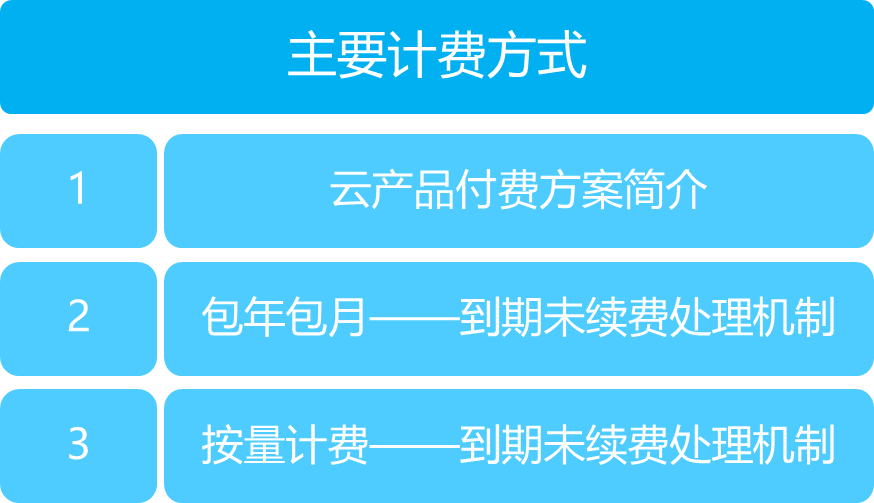 主要计费方式
1
云产品付费方案简介
2
包年包月——到期未续费处理机制
3
按量计费——到期未续费处理机制